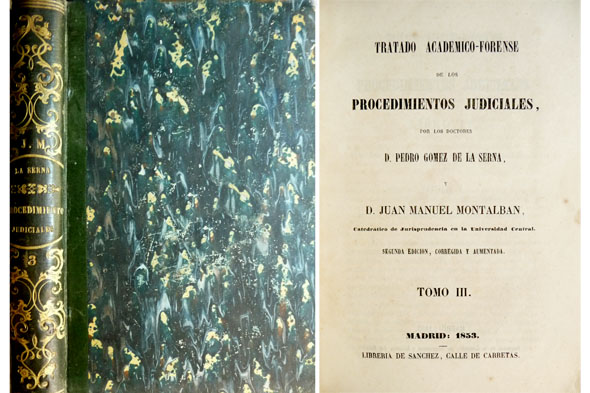 J. M.
LA SERNA
PROCEDIMIENTO
JUDICIALES
3
TRATADO ACADEMICO-FORENSE
DE LOS
PROCEDIMIENTOS JUDICIALES,
POR LOS DOCTORES
D. PEDRO GOMEZ DE LA SERNA,
Y
D. JUAN MANUEL MONTALBAN,
Catedratico de Jurisprudencia en la Universidad Central.
SEGUNDA EDICION, CORREGIDA Y AUMENTADA.
TOMO III.
MADRID: 1853.
LIBRERIA DE SANCHEZ, CALLE DE CARRETAS.